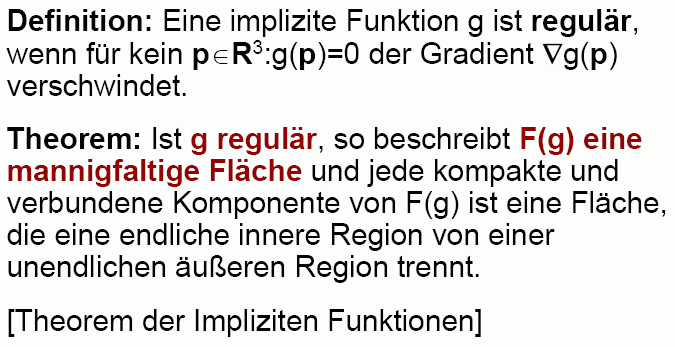 Definition: Eine implizite Funktion g ist regulär,
wenn für kein p∈R³:g(p)=0 der Gradient ∇g(p)
verschwindet.
Theorem: Ist g regulär, so beschreibt F(g) eine
mannigfaltige Fläche und jede kompakte und
verbundene Komponente von F(g) ist eine Fläche,
die eine endliche innere Region von einer
unendlichen äußeren Region trennt.
[Theorem der Impliziten Funktionen]